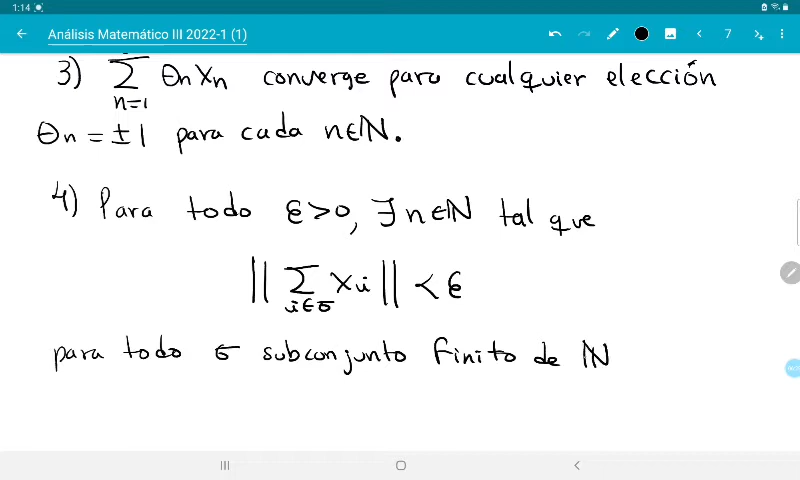 1:14
Análisis Matemático III 2022-1 (1)
7
3) ∑ θn Xn converge para cualquier elección
n=1
θn = ±1 para cada n∈ℕ.
4) Para todo ε>0, ∃ n∈ℕ tal que
|| ∑ Xi || < ε
i∈σ
para todo σ subconjunto finito de ℕ